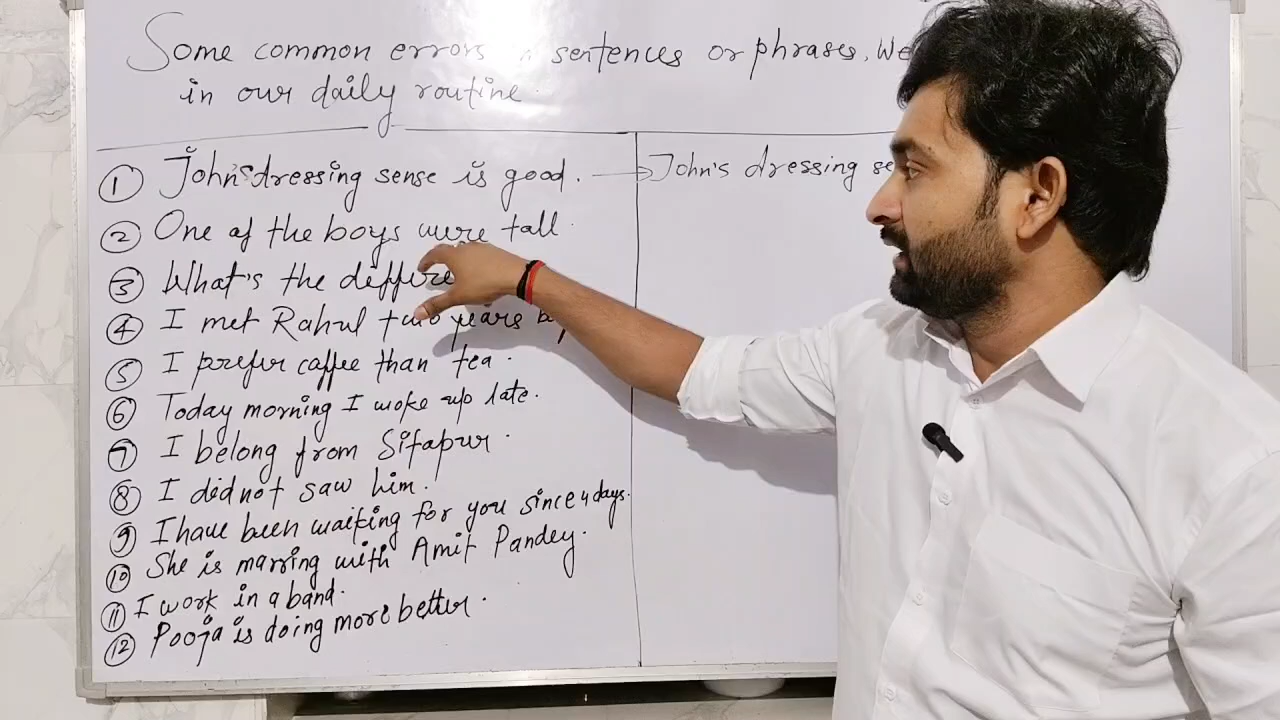 Some common errors sentences or phrases, We
in our daily routine.
① John's dressing sense is good. → John's dressing
② One of the boys were tall.
③ What's the
④ I met Rahul two years
⑤ I prefer caffee than tea.
⑥ Today morning I woke up late.
⑦ I belong from Sitapur.
⑧ I did not saw him.
⑨ I have been waiting for you since 4 days.
⑩ She is marring with Amit Pandey.
⑪ I work in a band.
⑫ Pooja is doing more better.